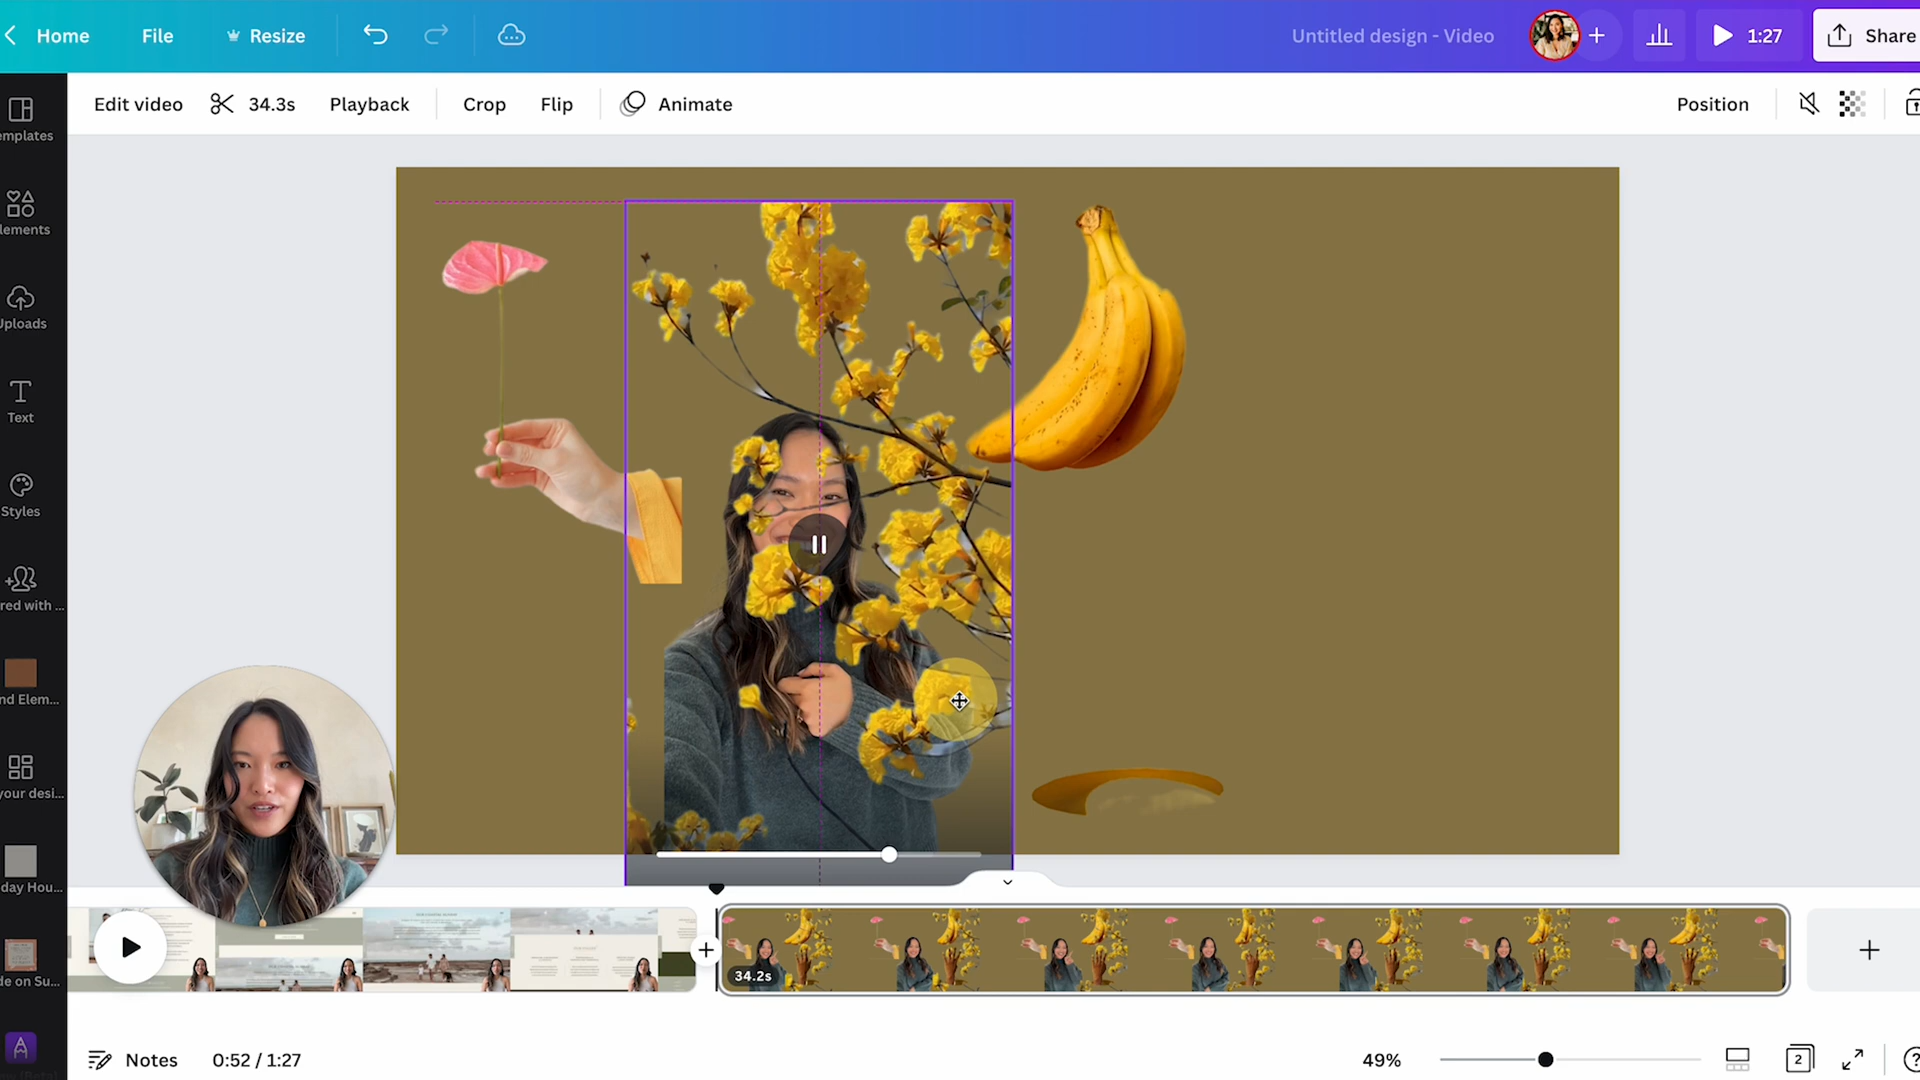 Home File Resize Untitled design - Video 1:27 Share
Edit video 34.3s Playback Crop Flip Animate Position
emplates
lements
Uploads
Text
Styles
red with ...
nd Elem...
your desi...
day Hou...
de on Su...
34.2s
Notes 0:52 / 1:27 49% 2